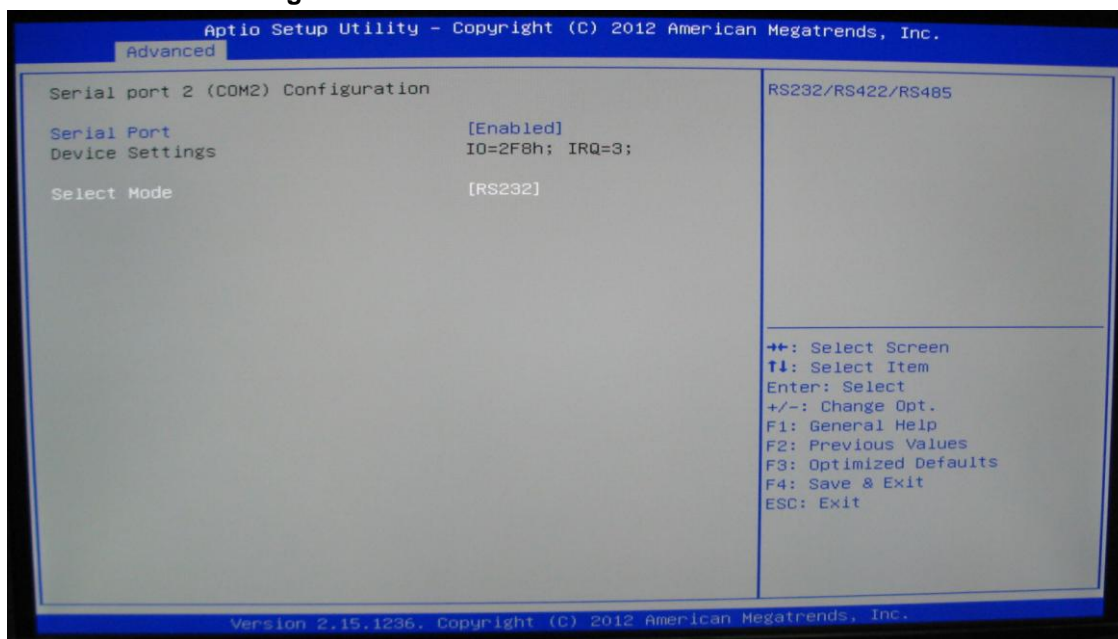 Aptio Setup Utility – Copyright (C) 2012 American Megatrends, Inc.
Advanced
Serial port 2 (COM2) Configuration
Serial Port [Enabled]
Device Settings IO=2F8h; IRQ=3;
Select Mode [RS232]
RS232/RS422/RS485
→←: Select Screen
↑↓: Select Item
Enter: Select
+/-: Change Opt.
F1: General Help
F2: Previous Values
F3: Optimized Defaults
F4: Save & Exit
ESC: Exit
Version 2.15.1236. Copyright (C) 2012 American Megatrends, Inc.